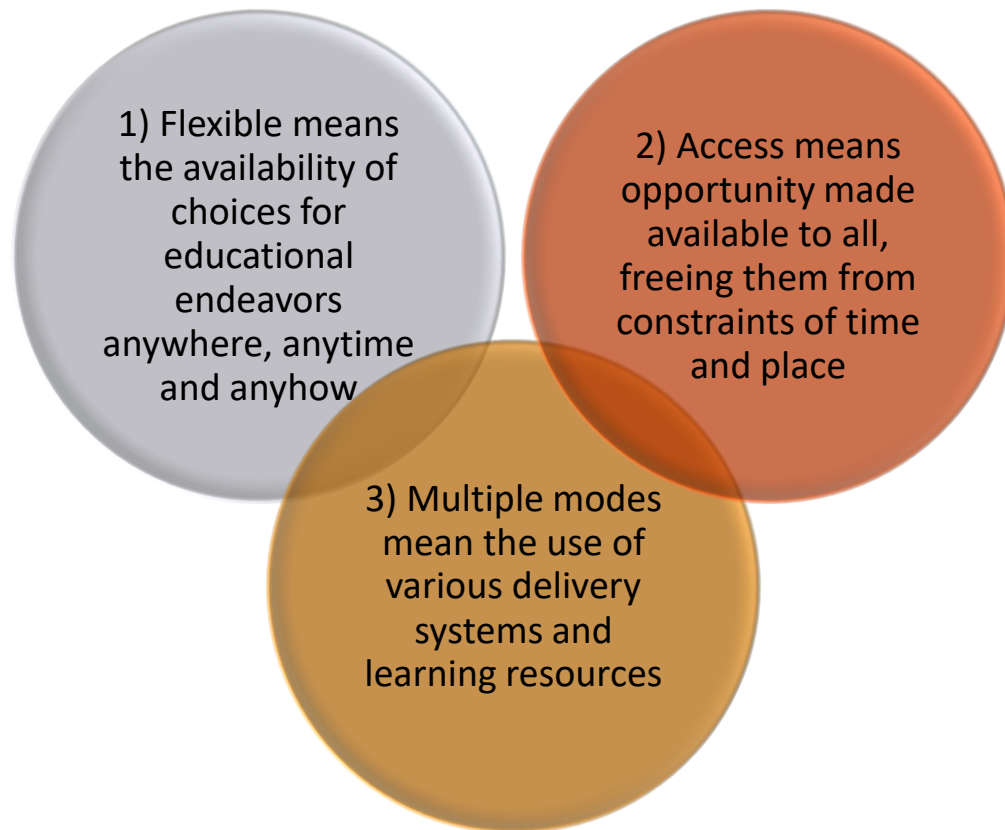 1) Flexible means
the availability of
choices for
educational
endeavors
anywhere, anytime
and anyhow
2) Access means
opportunity made
available to all,
freeing them from
constraints of time
and place
3) Multiple modes
mean the use of
various delivery
systems and
learning resources